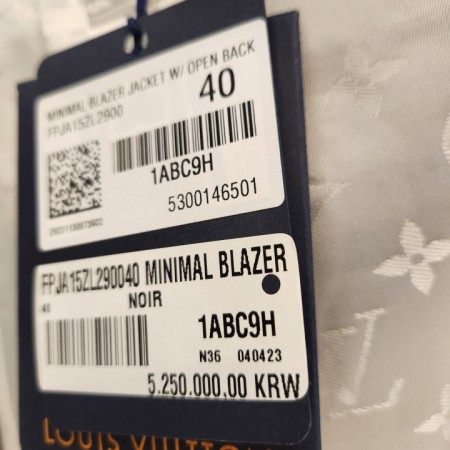 MINIMAL BLAZER JACKET W/ OPEN BACK
FPJA15ZL2900
40
1ABC9H
5300146501
FPJA15ZL290040 MINIMAL BLAZER
40
NOIR
1ABC9H
N36 040423
5.250.000,00 KRW
LOUIS VUITTON
LV